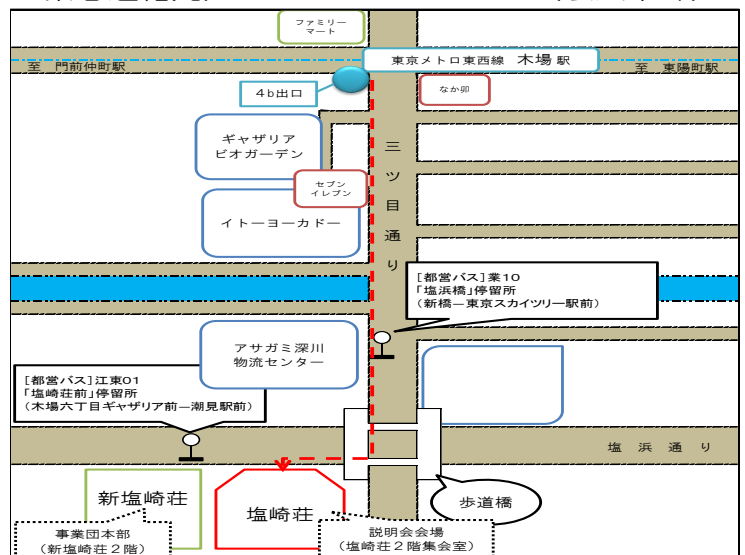 ファミリー
マート
東京メトロ東西線 木場駅
至 門前仲町駅
至 東陽町駅
4b出口
なか卯
ギャザリア
ビオガーデン
三ツ目通り
セブン
イレブン
イトーヨーカドー
[都営バス]業10
「塩浜橋」停留所
(新橋―東京スカイツリー駅前)
アサガミ深川
物流センター
[都営バス]江東01
「塩崎荘前」停留所
(木場六丁目ギャザリア前―潮見駅前)
塩浜通り
新塩崎荘
塩崎荘
歩道橋
事業団本部
(新塩崎荘2階)
説明会会場
(塩崎荘2階集会室)